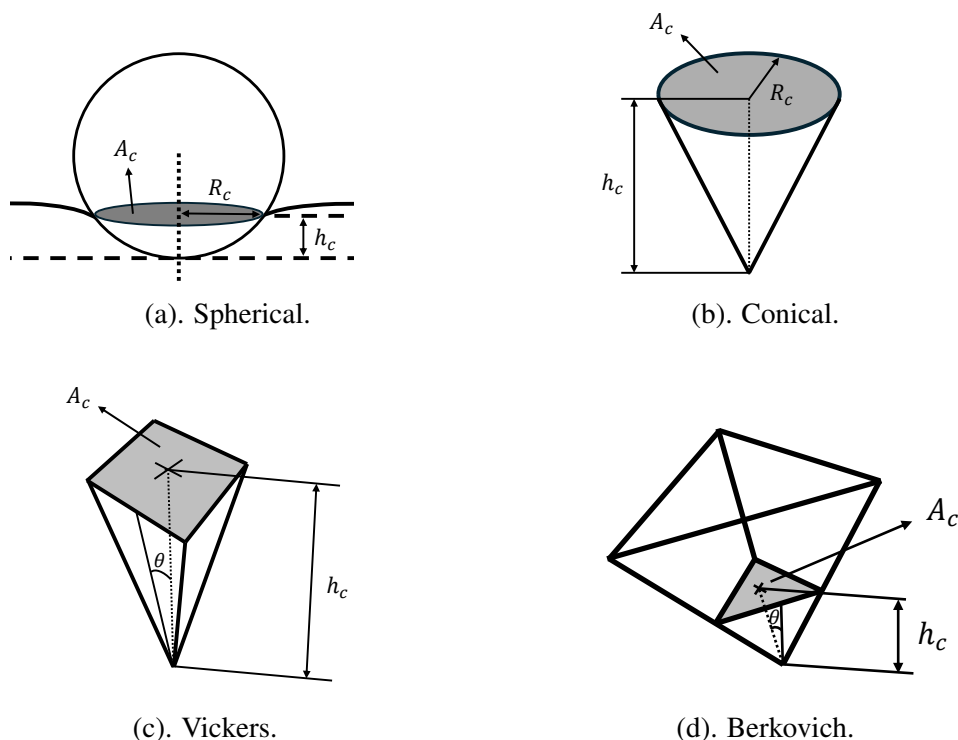 A_c
R_c
h_c
(a). Spherical.
A_c
R_c
h_c
(b). Conical.
A_c
θ
h_c
(c). Vickers.
A_c
θ
h_c
(d). Berkovich.